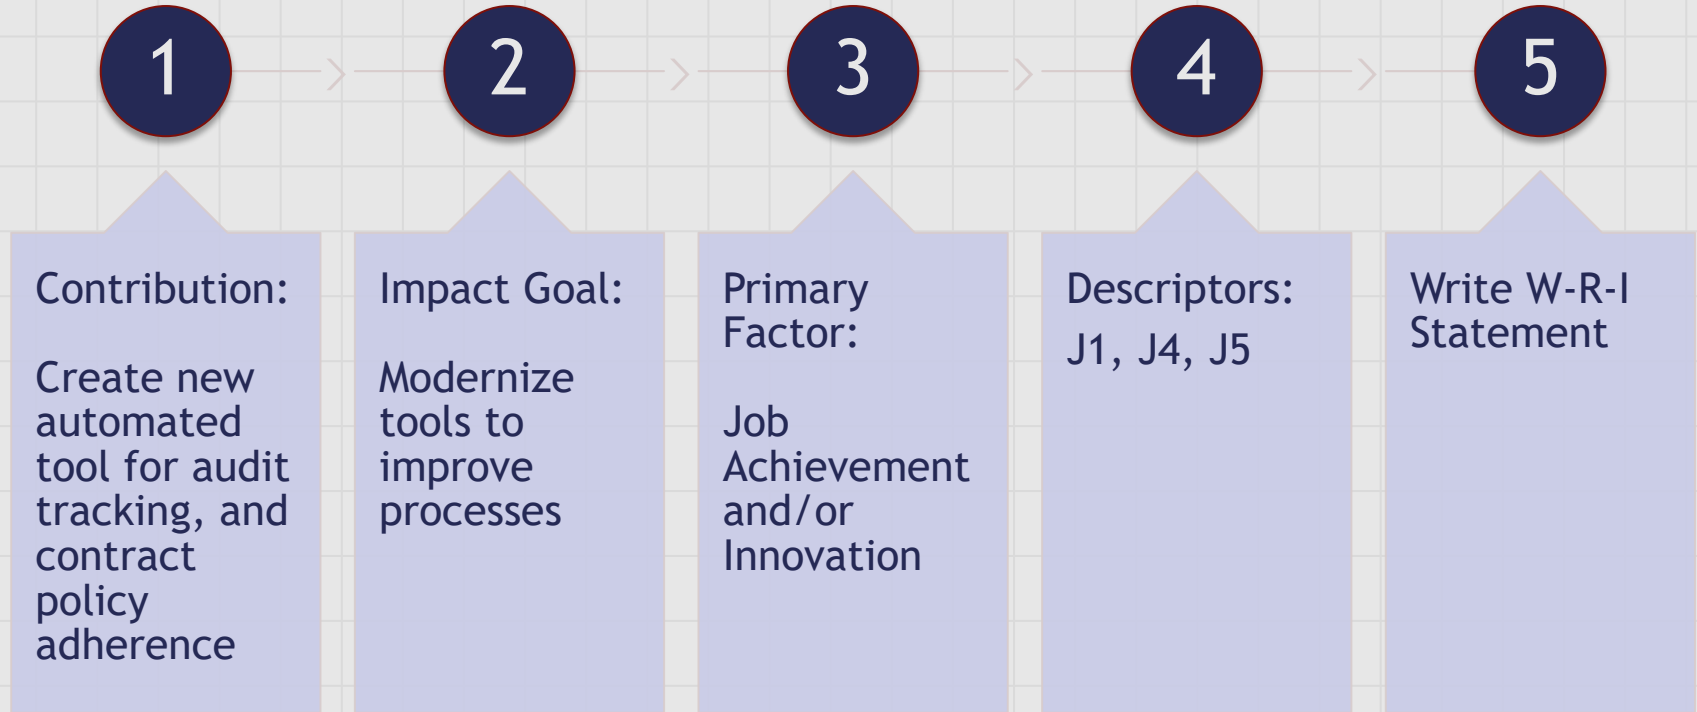 1
2
3
4
5
Contribution:
Create new
automated
tool for audit
tracking, and
contract
policy
adherence
Impact Goal:
Modernize
tools to
improve
processes
Primary
Factor:
Job
Achievement
and/or
Innovation
Descriptors:
J1, J4, J5
Write W-R-I
Statement